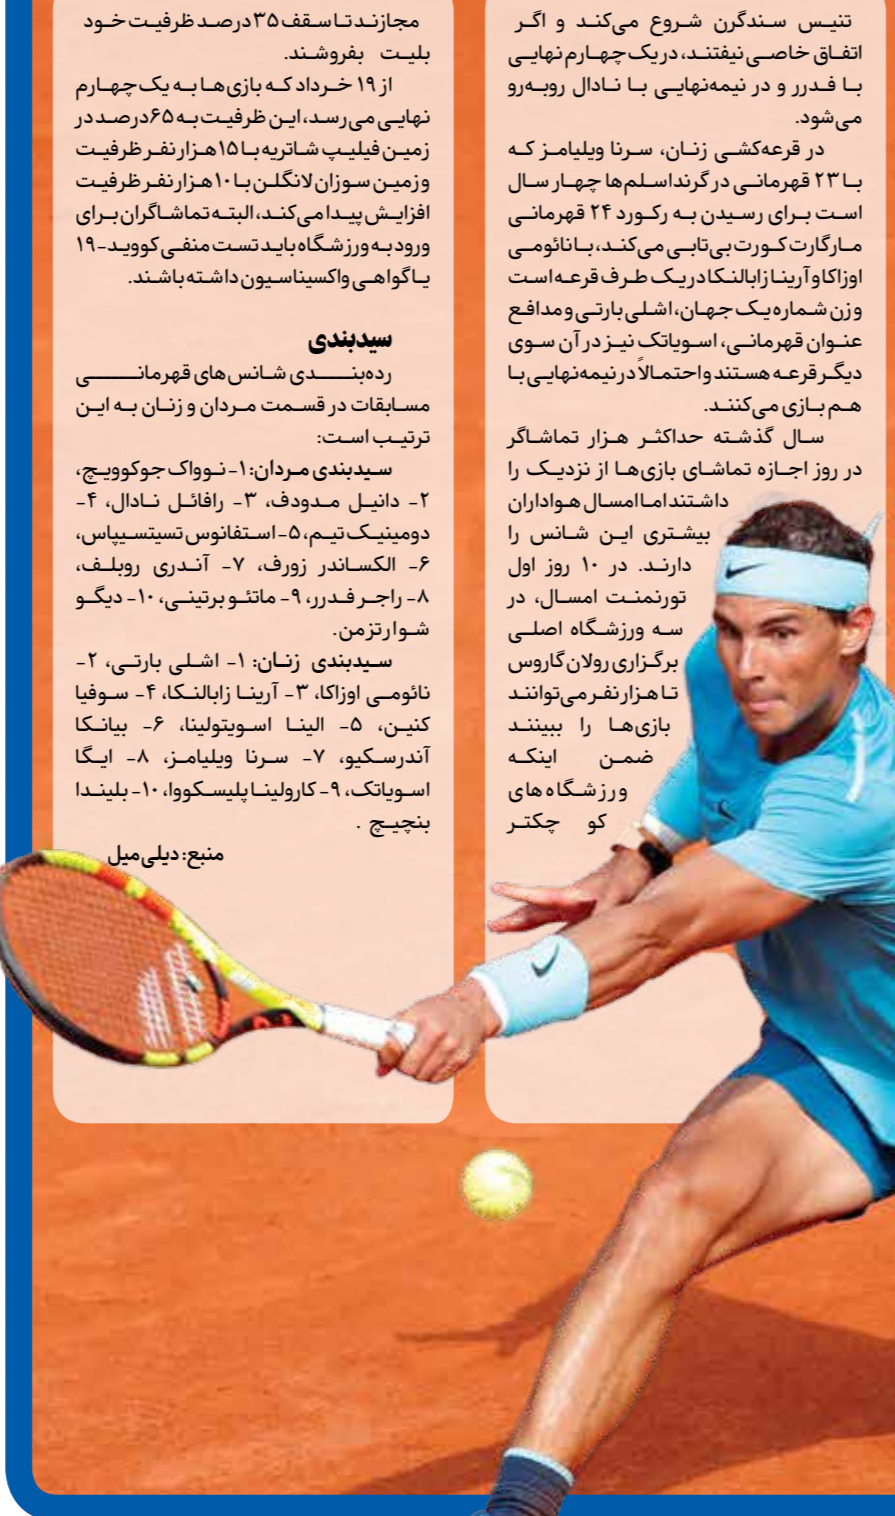 تنیس سندگرن شروع می‌کند و اگر
اتفاق خاصی نیفتند، در یک چهارم نهایی
با فدرر و در نیمه‌نهایی با نادال روبه‌رو
می‌شود.
در قرعه‌کشی زنان، سرنا ویلیامز که
با ۲۳ قهرمانی در گرنداسلم‌ها چهار سال
است برای رسیدن به رکورد ۲۴ قهرمانی
مارگارت کورت بی‌تابی می‌کند، با نائومی
اوزاکا و آرینا زابالنکا در یک طرف قرعه است
و زن شماره یک جهان، اشلی بارتی و مدافع
عنوان قهرمانی، اسویاتک نیز در آن سوی
دیگر قرعه هستند و احتمالاً در نیمه‌نهایی با
هم بازی می‌کنند.
سال گذشته حداکثر هزار تماشاگر
در روز اجازه تماشای بازی‌ها از نزدیک را
داشتند اما امسال هواداران
بیشتری این شانس را
دارند. در ۱۰ روز اول
تورنمنت امسال، در
سه ورزشگاه اصلی
برگزاری رولان گاروس
تا هزار نفر می‌توانند
بازی‌ها را ببینند
ضمن اینکه
ورزشگاه‌های
کو چکتر
مجازند تا سقف ۳۵ درصد ظرفیت خود
بلیت بفروشند.
از ۱۹ خرداد که بازی‌ها به یک چهارم
نهایی می‌رسد، این ظرفیت به ۶۵ درصد در
زمین فیلیپ شاتریه با ۱۵ هزار نفر ظرفیت
و زمین سوزان لانگلن با ۱۰ هزار نفر ظرفیت
افزایش پیدا می‌کند، البته تماشاگران برای
ورود به ورزشگاه باید تست منفی کووید-۱۹
یا گواهی واکسیناسیون داشته باشند.
سیدبندی
رده‌بندی شانس‌های قهرمانی
مسابقات در قسمت مردان و زنان به این
ترتیب است:
سیدبندی مردان: ۱- نوواک جوکوویچ،
۲- دانیل مدودف، ۳- رافائل نادال، ۴-
دومینیک تیم، ۵- استفانوس تسیتسیپاس،
۶- الکساندر زورف، ۷- آندری روبلف،
۸- راجر فدرر، ۹- ماتئو برتینی، ۱۰- دیگو
شوارتزمن.
سیدبندی زنان: ۱- اشلی بارتی، ۲-
نائومی اوزاکا، ۳- آرینا زابالنکا، ۴- سوفیا
کنین، ۵- الینا اسویتولینا، ۶- بیانکا
آندرسکیو، ۷- سرنا ویلیامز، ۸- ایگا
اسویاتک، ۹- کارولینا پلیسکووا، ۱۰- بلیندا
بنچیچ .
منبع: دیلی‌میل